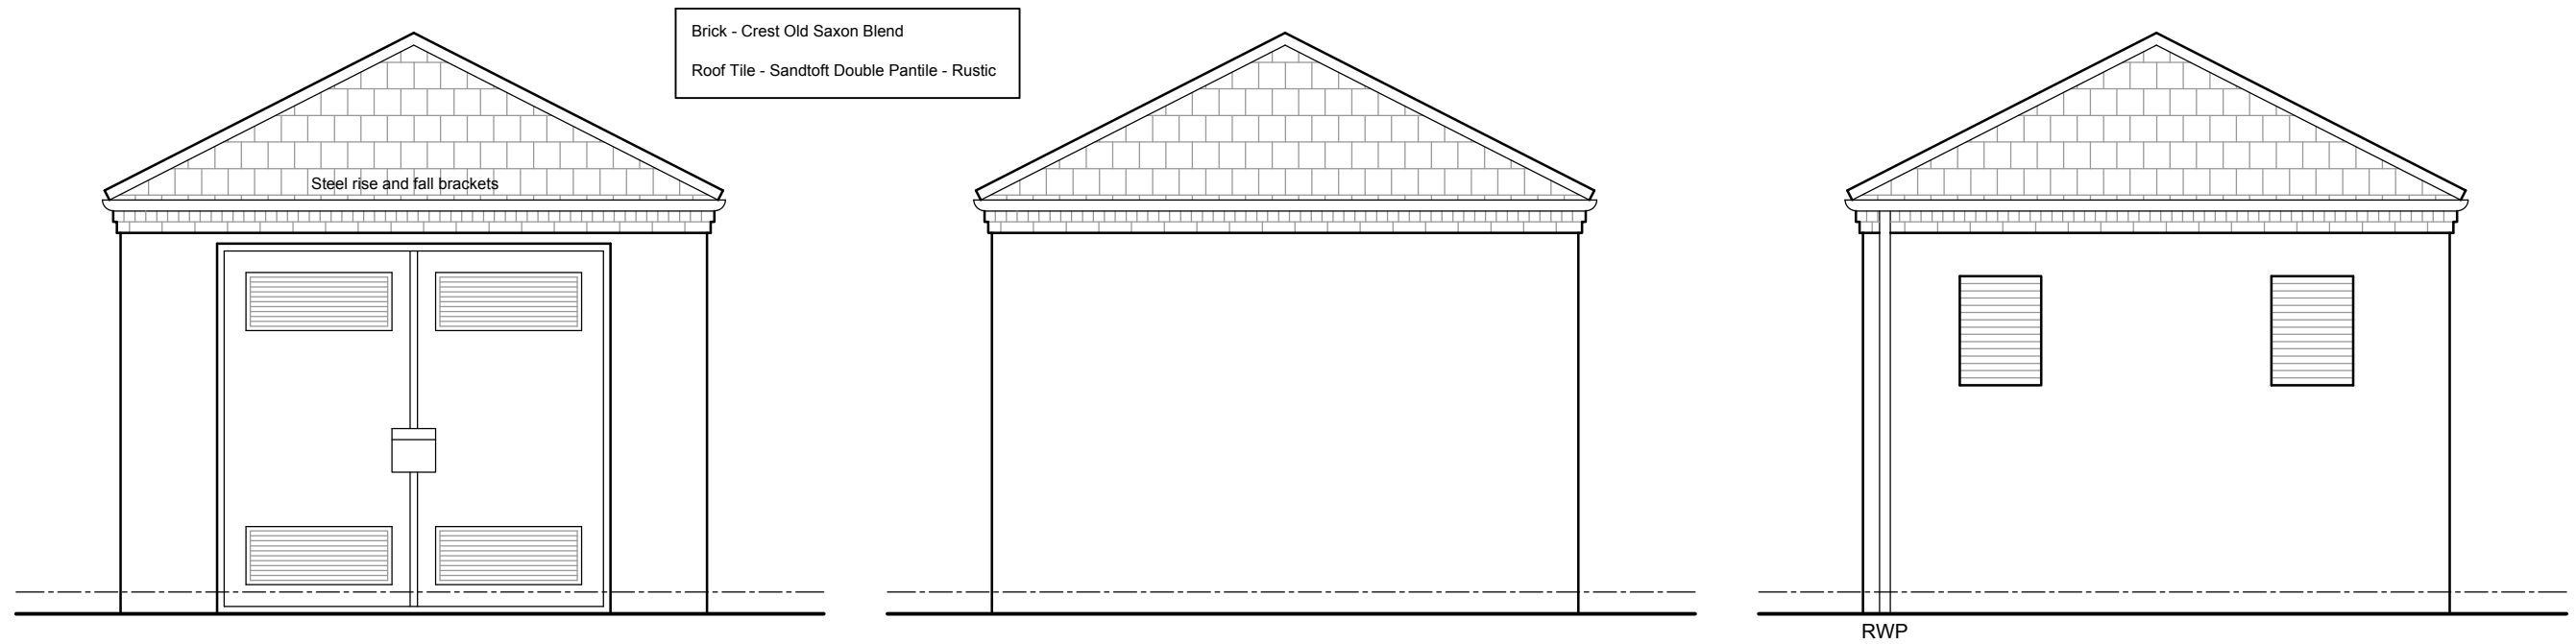 Brick - Crest Old Saxon Blend
Roof Tile - Sandtoft Double Pantile - Rustic
Steel rise and fall brackets
RWP